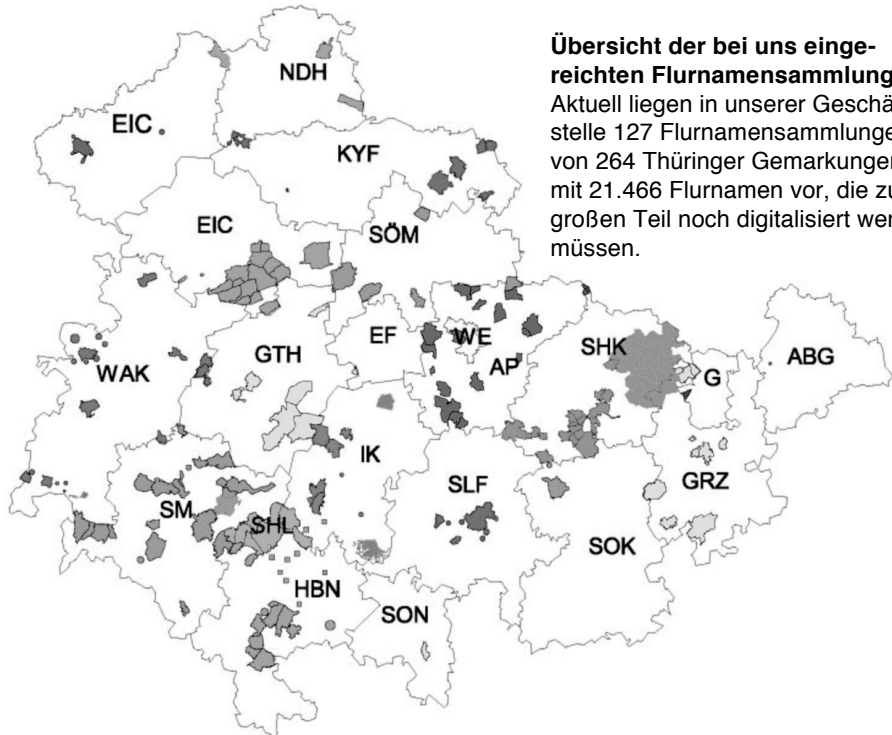 Übersicht der bei uns einge-
reichten Flurnamensammlung
Aktuell liegen in unserer Geschä
stelle 127 Flurnamensammlunge
von 264 Thüringer Gemarkunger
mit 21.466 Flurnamen vor, die zu
großen Teil noch digitalisiert wer
müssen.
NDH
EIC
KYF
EIC
SÖM
EF
WE
SHK
ABG
GTH
WAK
AP
G
IK
SLF
GRZ
SM
SHL
SOK
HBN
SON